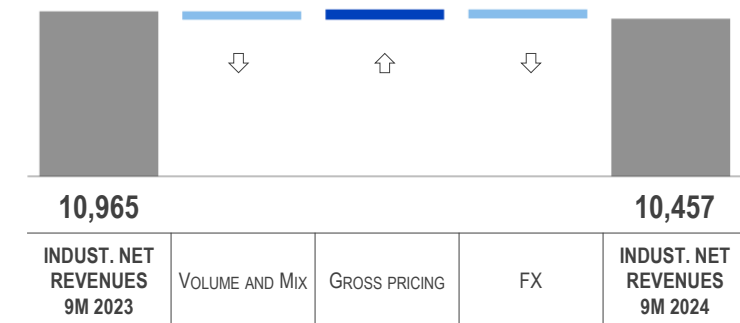 10,965
10,457
INDUST. NET
REVENUES
9M 2023
VOLUME AND MIX
GROSS PRICING
FX
INDUST. NET
REVENUES
9M 2024